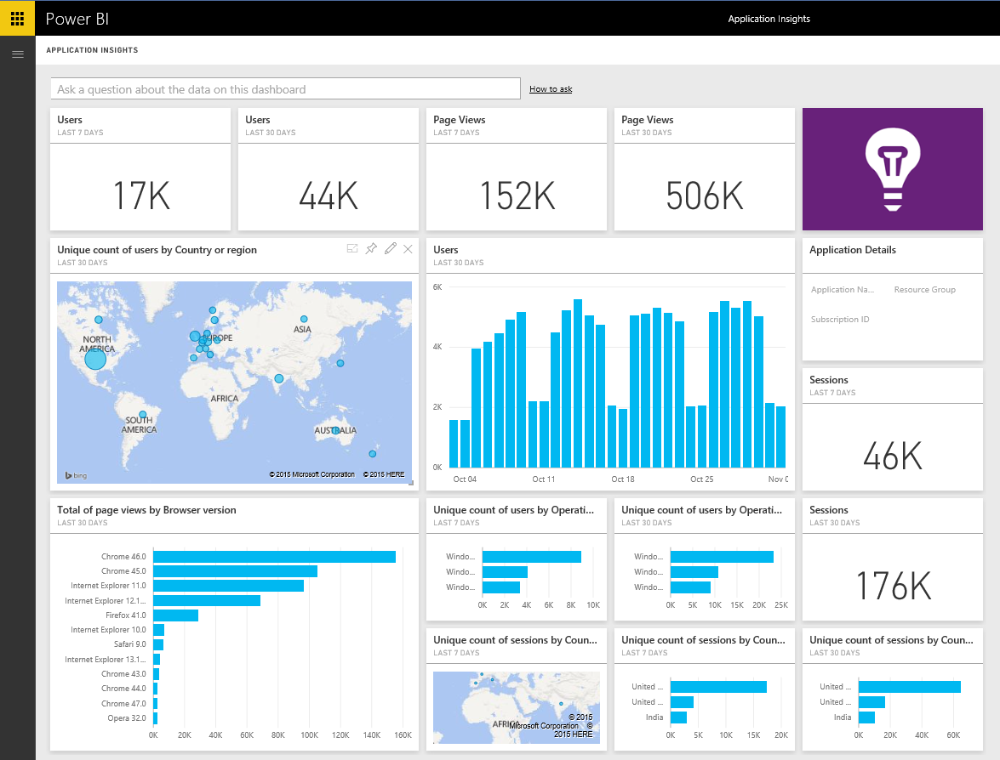 Power BI
Application Insights
APPLICATION INSIGHTS
Ask a question about the data on this dashboard
How to ask
Users
LAST 7 DAYS
17K
Users
LAST 30 DAYS
44K
Page Views
LAST 7 DAYS
152K
Page Views
LAST 30 DAYS
506K
Unique count of users by Country or region
LAST 30 DAYS
NORTH
AMERICA
EUROPE
ASIA
AFRICA
SOUTH
AMERICA
AUSTRALIA
bing
© 2015 Microsoft Corporation © 2015 HERE
Users
LAST 30 DAYS
6K
4K
2K
0K
Oct 04 Oct 11 Oct 18 Oct 25 Nov 0
Application Details
Application Na... Resource Group
Subscription ID
Sessions
LAST 7 DAYS
46K
Total of page views by Browser version
LAST 30 DAYS
Chrome 46.0
Chrome 45.0
Internet Explorer 11.0
Internet Explorer 12.1...
Firefox 41.0
Internet Explorer 10.0
Safari 9.0
Internet Explorer 13.1...
Chrome 43.0
Chrome 44.0
Chrome 47.0
Opera 32.0
0K 20K 40K 60K 80K 100K 120K 140K 160K
Unique count of users by Operati...
LAST 7 DAYS
Windo...
Windo...
Windo...
0K 2K 4K 6K 8K 10K
Unique count of users by Operati...
LAST 30 DAYS
Windo...
Windo...
Windo...
0K 5K 10K 15K 20K 25K
Sessions
LAST 30 DAYS
176K
Unique count of sessions by Coun...
LAST 7 DAYS
AFRICA
© 2015
Microsoft Corporation ©
2015 HERE
Unique count of sessions by Coun...
LAST 7 DAYS
United ...
United ...
India
0K 5K 10K 15K 20K
Unique count of sessions by Coun...
LAST 30 DAYS
United ...
United ...
India
0K 20K 40K 60K